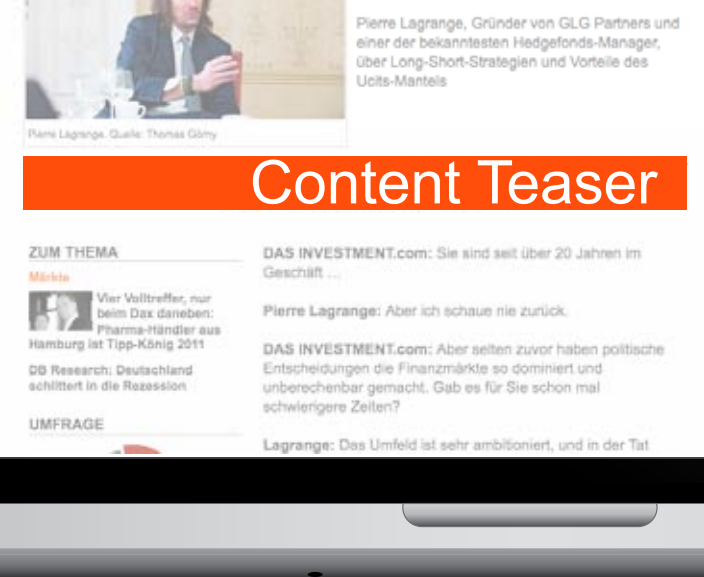 Pierre Lagrange, Gründer von GLG Partners und
einer der bekanntesten Hedgefonds-Manager,
über Long-Short-Strategien und Vorteile des
Ucits-Mantels
Pierre Lagrange. Quelle: Thomas Görny
Content Teaser
ZUM THEMA
Märkte
Vier Volltreffer, nur
beim Dax daneben:
Pharma-Händler aus
Hamburg ist Tipp-König 2011
DB Research: Deutschland
schlittert in die Rezession
UMFRAGE
DAS INVESTMENT.com: Sie sind seit über 20 Jahren im
Geschäft ...
Pierre Lagrange: Aber ich schaue nie zurück.
DAS INVESTMENT.com: Aber selten zuvor haben politische
Entscheidungen die Finanzmärkte so dominiert und
unberechenbar gemacht. Gab es für Sie schon mal
schwierigere Zeiten?
Lagrange: Das Umfeld ist sehr ambitioniert, und in der Tat